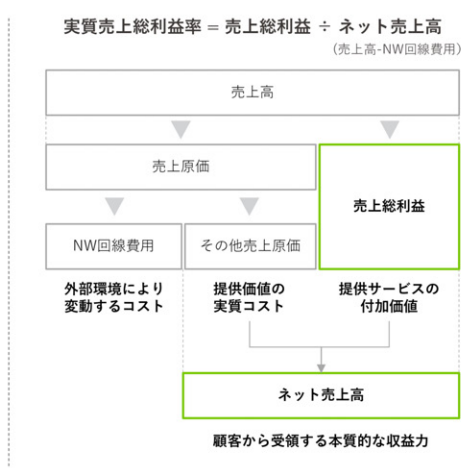 実質売上総利益率 = 売上総利益 ÷ ネット売上高
(売上高-NW回線費用)
売上高
売上原価
売上総利益
NW回線費用
その他売上原価
外部環境により
変動するコスト
提供価値の
実質コスト
提供サービスの
付加価値
ネット売上高
顧客から受領する本質的な収益力